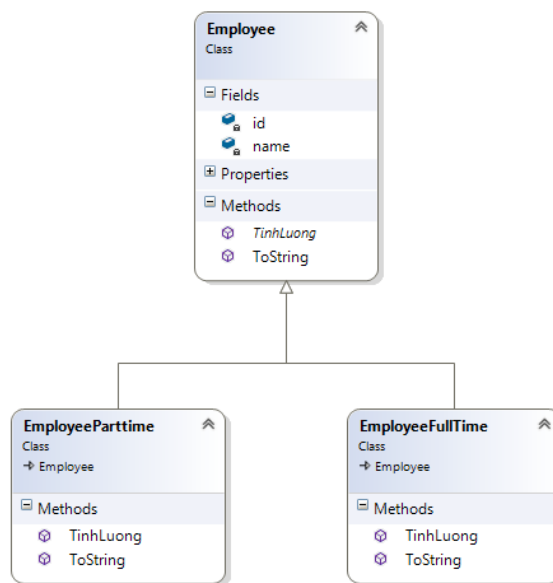 Employee
Class
Fields
id
name
Properties
Methods
TinhLuong
ToString
EmployeeParttime
Class
Employee
Methods
TinhLuong
ToString
EmployeeFullTime
Class
Employee
Methods
TinhLuong
ToString